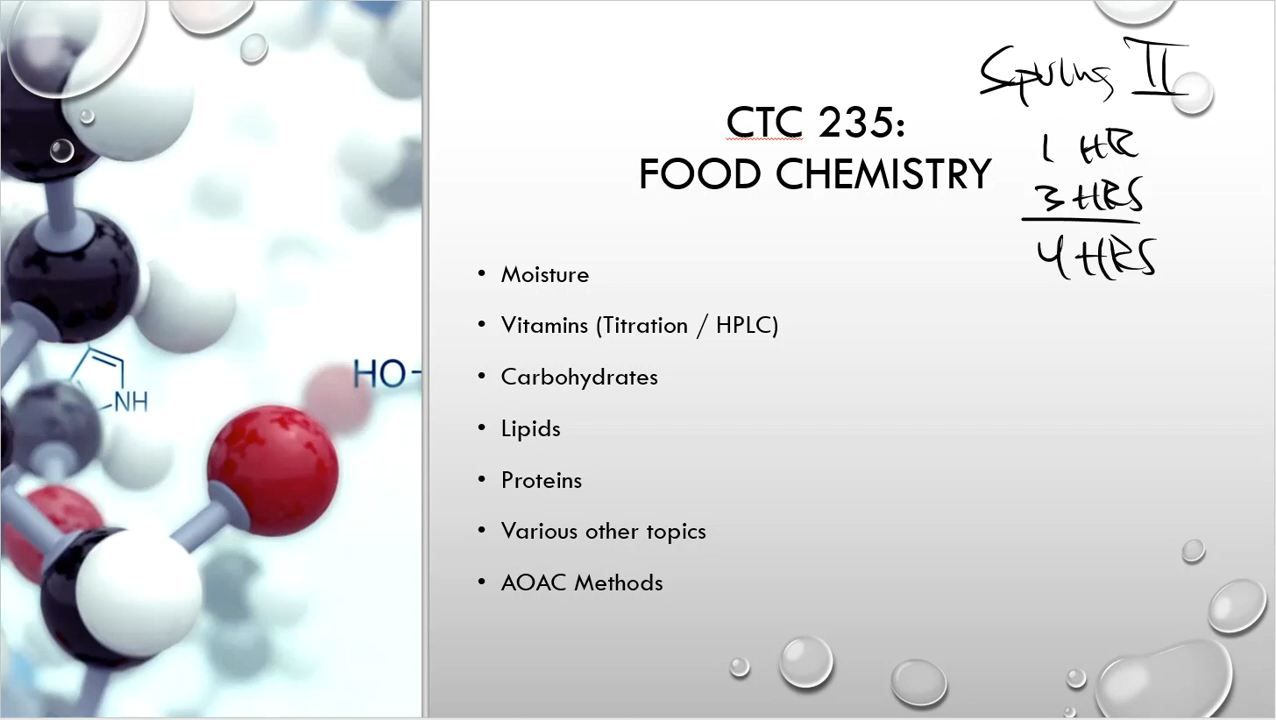 Spring II
CTC 235:
FOOD CHEMISTRY
1 HR
3 HRS
4 HRS
• Moisture
• Vitamins (Titration / HPLC)
• Carbohydrates
• Lipids
• Proteins
• Various other topics
• AOAC Methods
HO-
NH